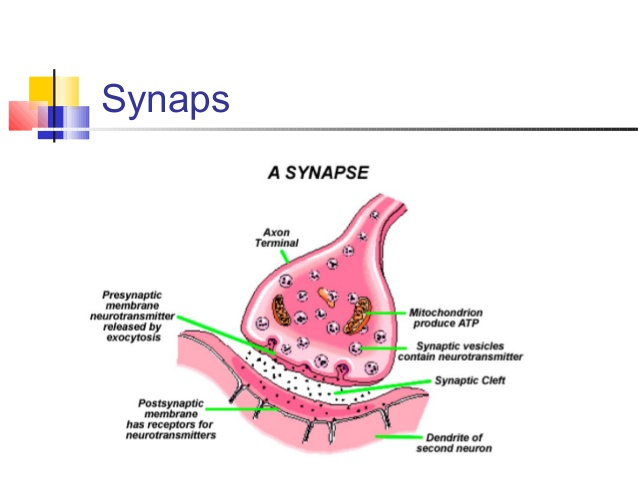 Synaps
A SYNAPSE
Axon
Terminal
Presynaptic
membrane
neurotransmitter
released by
exocytosis
Mitochondrion
produce ATP
Synaptic vesicles
contain neurotransmitter
Synaptic Cleft
Postsynaptic
membrane
has receptors for
neurotransmitters
Dendrite of
second neuron